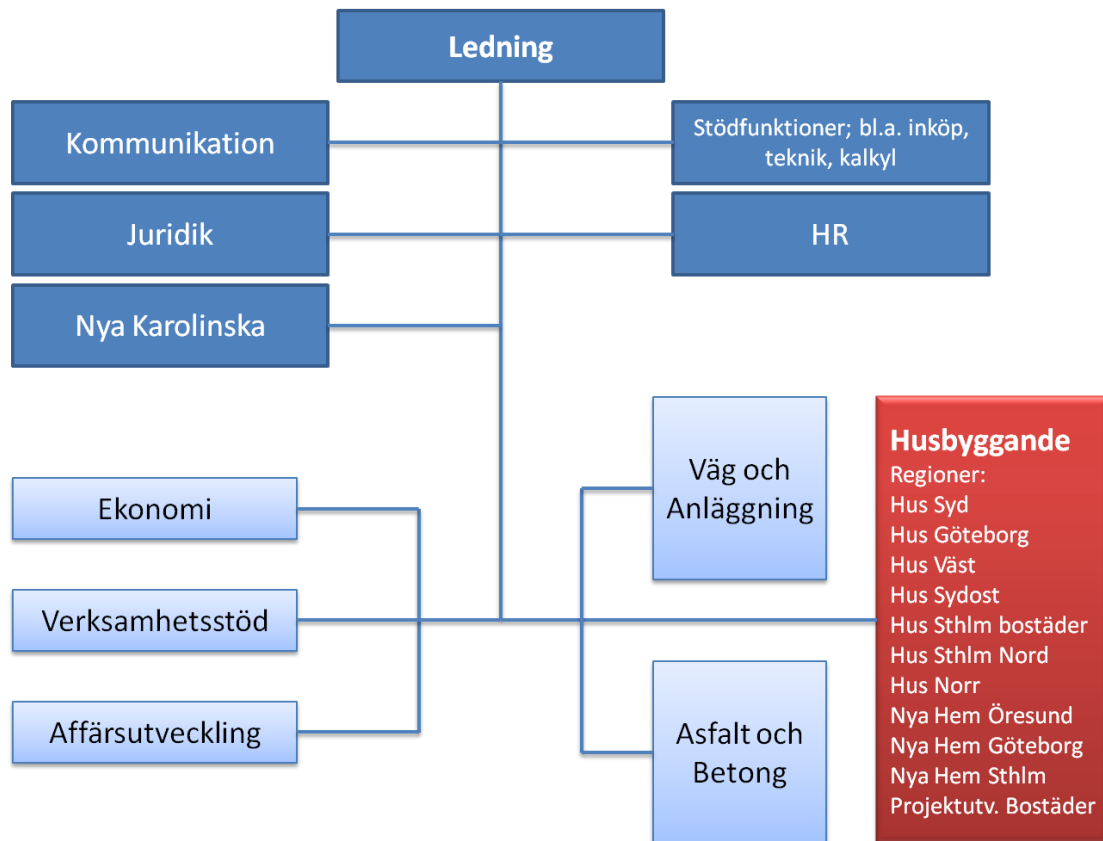 Ledning
Kommunikation
Stödfunktioner; bl.a. inköp,
teknik, kalkyl
Juridik
HR
Nya Karolinska
Väg och
Anläggning
Ekonomi
Verksamhetsstöd
Affärsutveckling
Asfalt och
Betong
Husbyggande
Regioner:
Hus Syd
Hus Göteborg
Hus Väst
Hus Sydost
Hus Sthlm bostäder
Hus Sthlm Nord
Hus Norr
Nya Hem Öresund
Nya Hem Göteborg
Nya Hem Sthlm
Projektutv. Bostäder